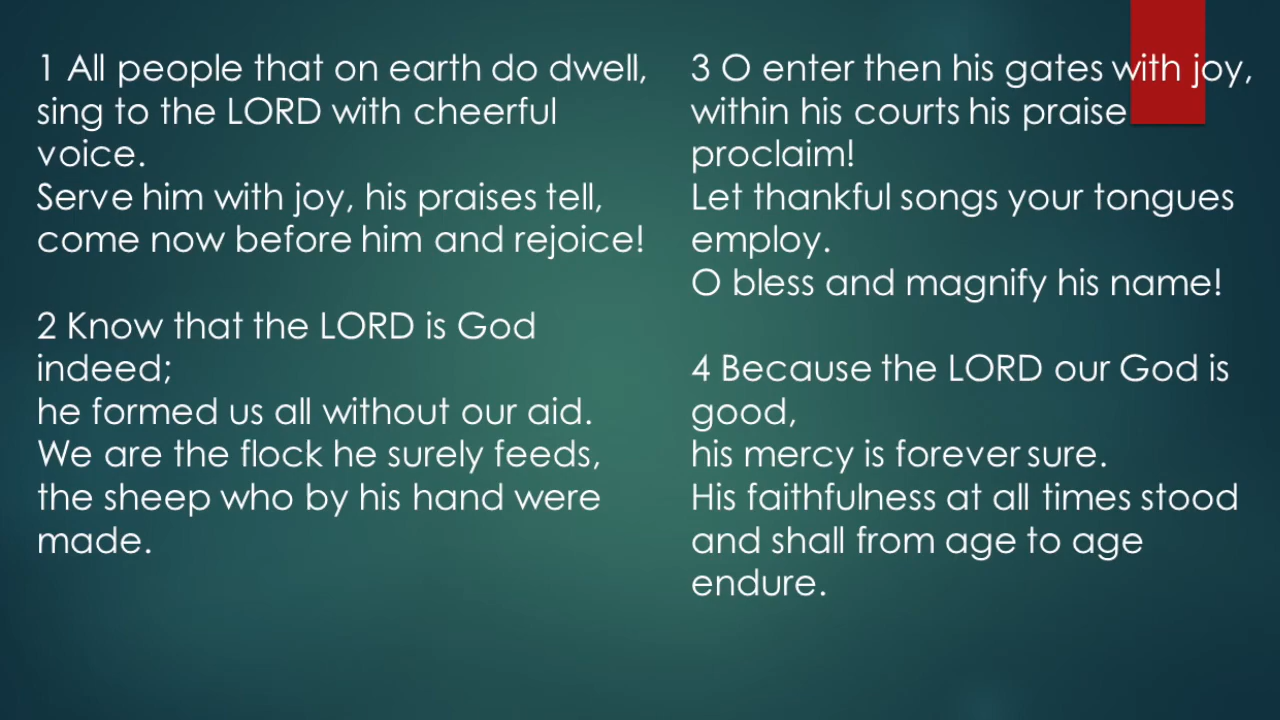 1 All people that on earth do dwell,
sing to the LORD with cheerful
voice.
Serve him with joy, his praises tell,
come now before him and rejoice!
2 Know that the LORD is God
indeed;
he formed us all without our aid.
We are the flock he surely feeds,
the sheep who by his hand were
made.
3 O enter then his gates with joy,
within his courts his praise
proclaim!
Let thankful songs your tongues
employ.
O bless and magnify his name!
4 Because the LORD our God is
good,
his mercy is forever sure.
His faithfulness at all times stood
and shall from age to age
endure.